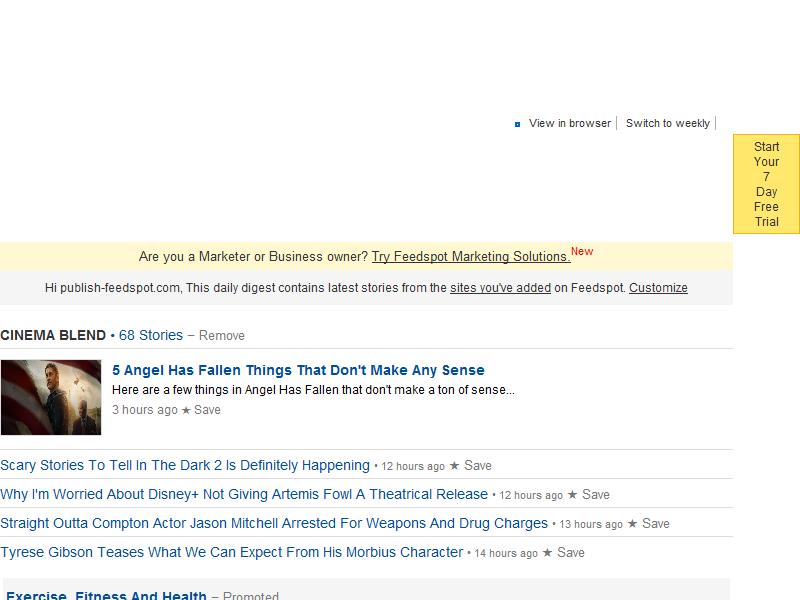 View in browser
Switch to weekly
Start
Your
7
Day
Free
Trial
Are you a Marketer or Business owner? Try Feedspot Marketing Solutions.New
Hi publish-feedspot.com, This daily digest contains latest stories from the sites you've added on Feedspot. Customize
CINEMA BLEND • 68 Stories – Remove
5 Angel Has Fallen Things That Don't Make Any Sense
Here are a few things in Angel Has Fallen that don't make a ton of sense...
3 hours ago ★ Save
Scary Stories To Tell In The Dark 2 Is Definitely Happening • 12 hours ago ★ Save
Why I'm Worried About Disney+ Not Giving Artemis Fowl A Theatrical Release • 12 hours ago ★ Save
Straight Outta Compton Actor Jason Mitchell Arrested For Weapons And Drug Charges • 13 hours ago ★ Save
Tyrese Gibson Teases What We Can Expect From His Morbius Character • 14 hours ago ★ Save
Exercise, Fitness And Health – Promoted